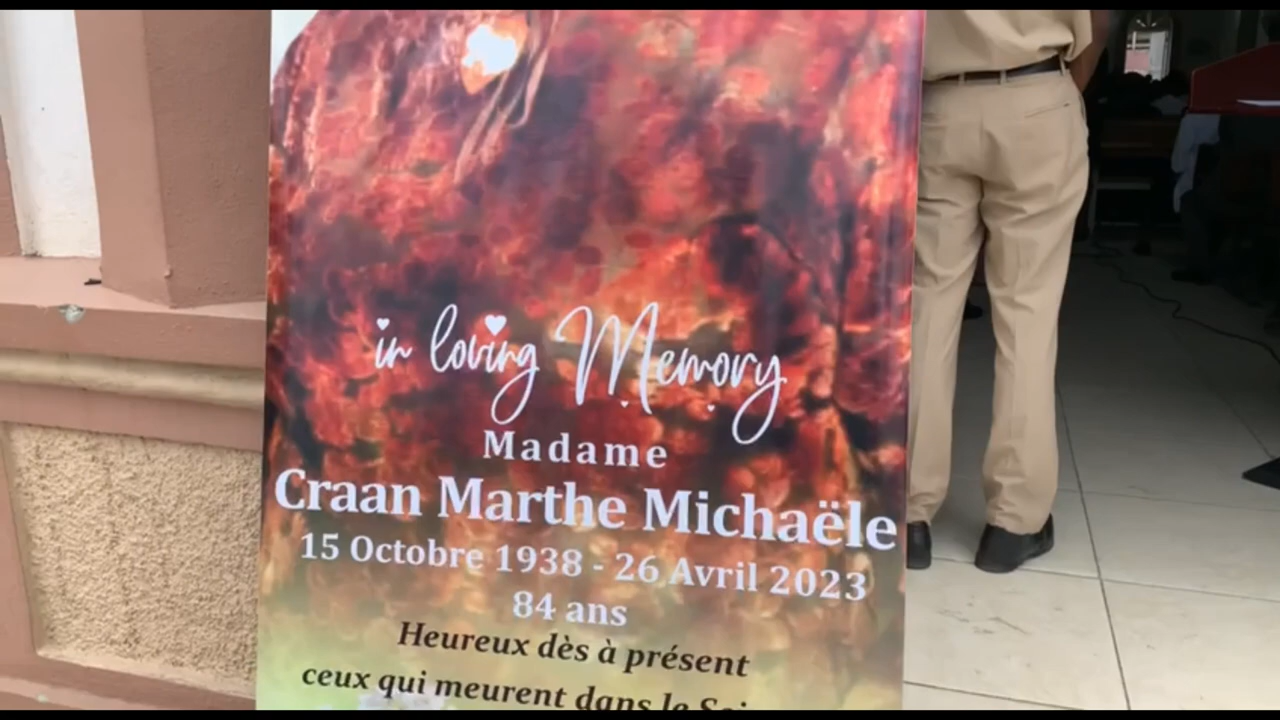 in loving Memory
Madame
Craan Marthe Michaële
15 Octobre 1938 - 26 Avril 2023
84 ans
Heureux dès à présent
ceux qui meurent dans le